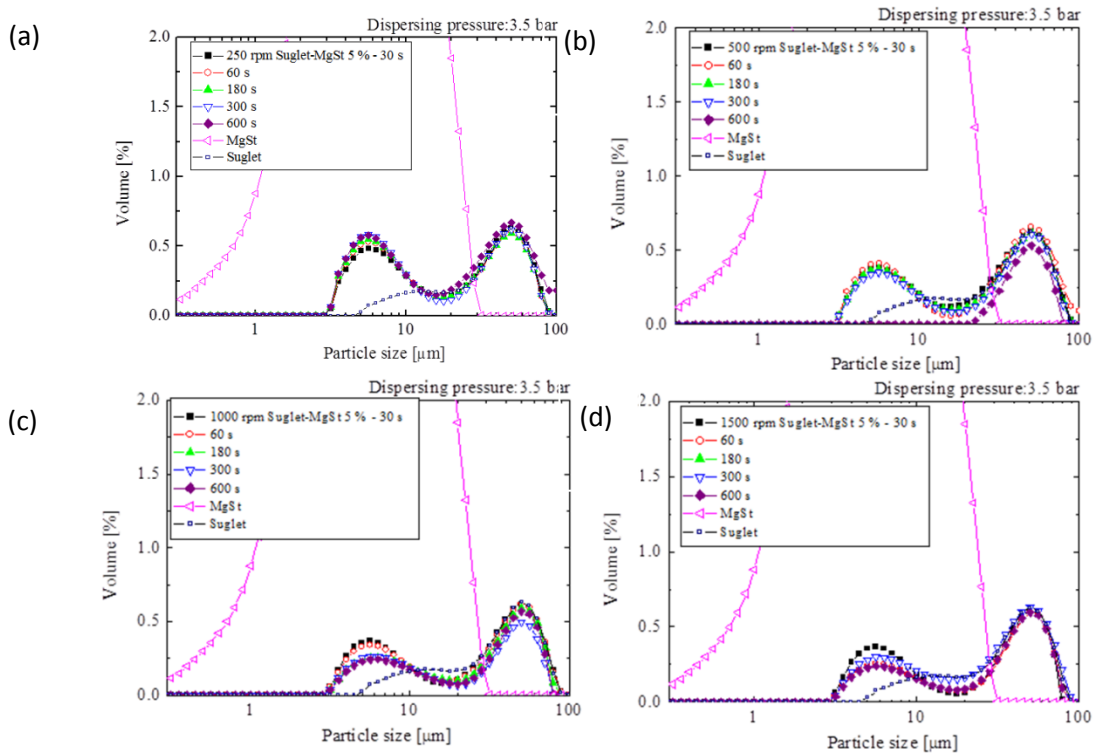 (a)
Dispersing pressure:3.5 bar
2.0
1.5
1.0
0.5
0.0
Volume [%]
250 rpm Suglet-MgSt 5 % - 30 s
60 s
180 s
300 s
600 s
MgSt
Suglet
1 10 100
Particle size [μm]
(b)
Dispersing pressure:3.5 bar
2.0
1.5
1.0
0.5
0.0
Volume [%]
500 rpm Suglet-MgSt 5 % - 30 s
60 s
180 s
300 s
600 s
MgSt
Suglet
1 10 100
Particle size [μm]
(c)
Dispersing pressure:3.5 bar
2.0
1.5
1.0
0.5
0.0
Volume [%]
1000 rpm Suglet-MgSt 5 % - 30 s
60 s
180 s
300 s
600 s
MgSt
Suglet
1 10 100
Particle size [μm]
(d)
Dispersing pressure:3.5 bar
2.0
1.5
1.0
0.5
0.0
Volume [%]
1500 rpm Suglet-MgSt 5 % - 30 s
60 s
180 s
300 s
600 s
MgSt
Suglet
1 10 100
Particle size [μm]